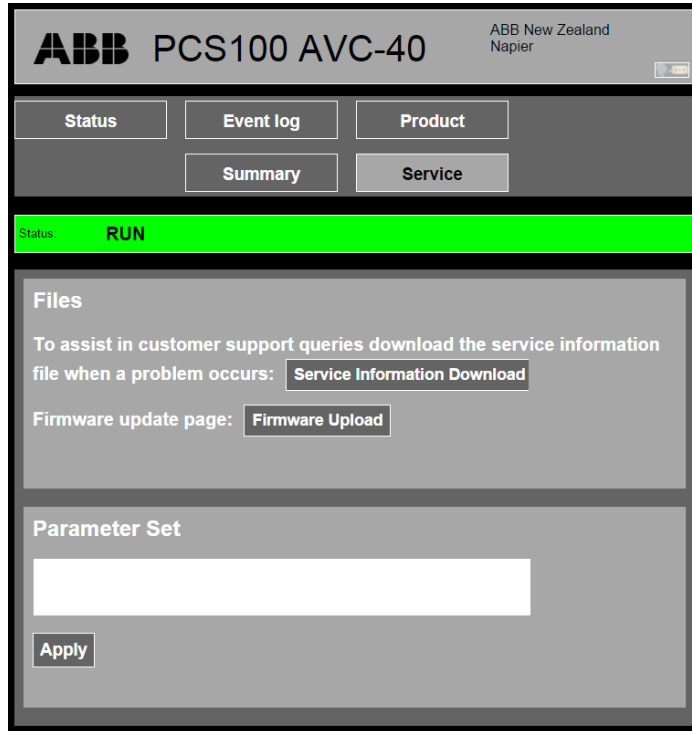 ABB PCS100 AVC-40
ABB New Zealand
Napier
Status Event log Product
Summary Service
Status: RUN
Files
To assist in customer support queries download the service information
file when a problem occurs: Service Information Download
Firmware update page: Firmware Upload
Parameter Set
Apply